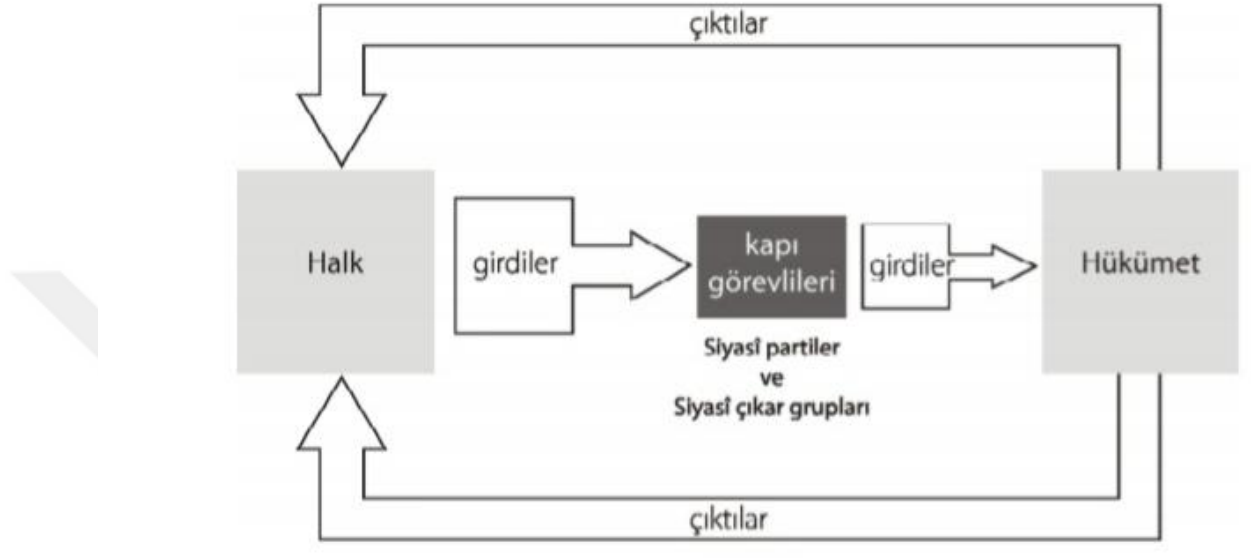 çıktılar
Halk
girdiler
kapı
görevlileri
girdiler
Hükümet
Siyasî partiler
ve
Siyasî çıkar grupları
çıktılar